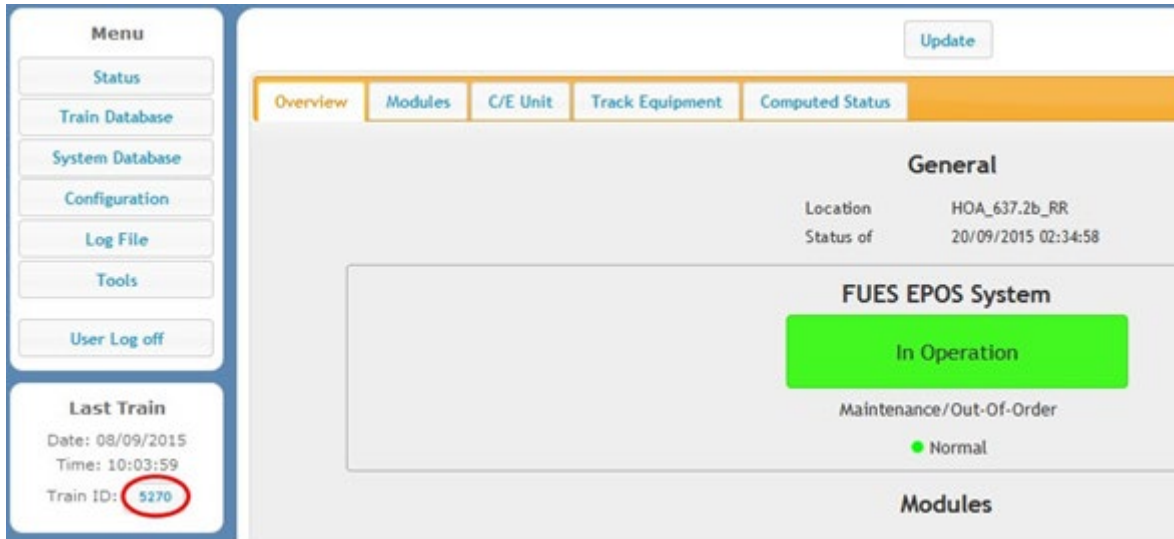 Menu
Status
Train Database
System Database
Configuration
Log File
Tools
User Log off
Last Train
Date: 08/09/2015
Time: 10:03:59
Train ID: 5270
Update
Overview Modules C/E Unit Track Equipment Computed Status
General
Location HOA_637.2b_RR
Status of 20/09/2015 02:34:58
FUES EPOS System
In Operation
Maintenance/Out-Of-Order
Normal
Modules